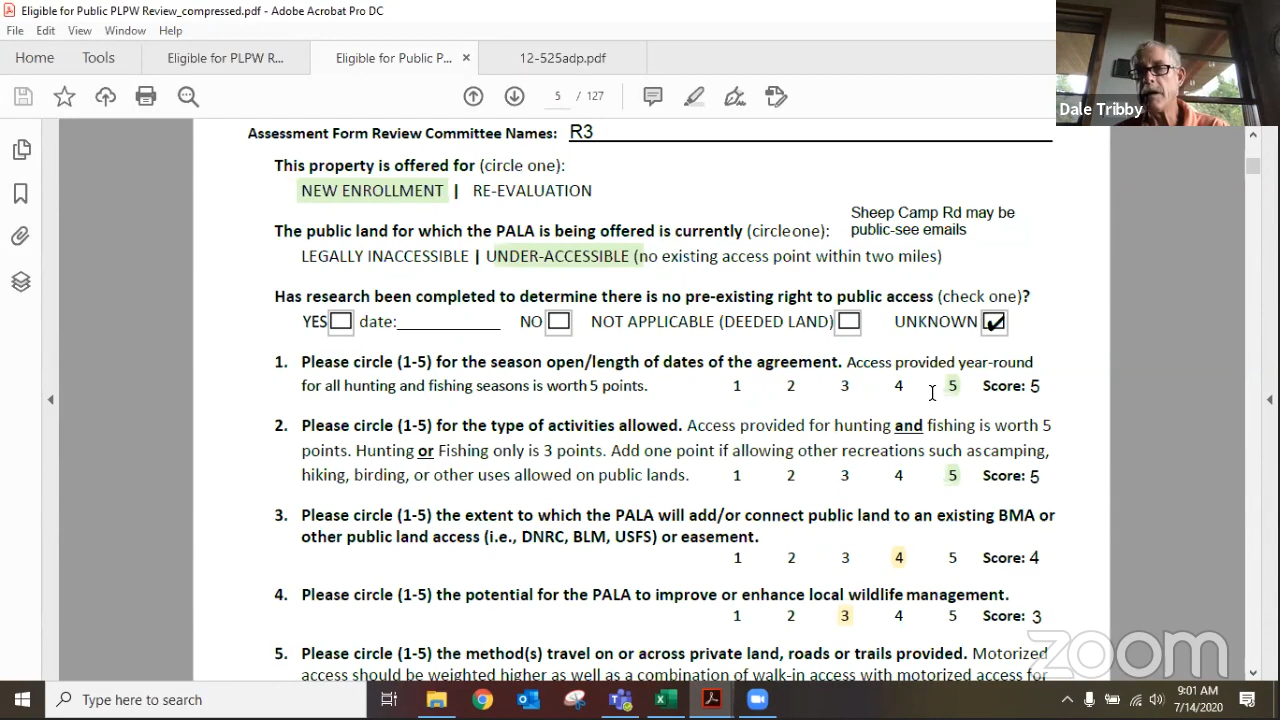 Eligible for Public PLPW Review_compressed.pdf - Adobe Acrobat Pro DC
File Edit View Window Help
Home Tools Eligible for PLPW R... Eligible for Public P... × 12-525adp.pdf
5 / 127
Dale Tribby
Assessment Form Review Committee Names: R3
This property is offered for (circle one):
NEW ENROLLMENT | RE-EVALUATION
Sheep Camp Rd may be
public-see emails
The public land for which the PALA is being offered is currently (circleone):
LEGALLY INACCESSIBLE | UNDER-ACCESSIBLE (no existing access point within two miles)
Has research been completed to determine there is no pre-existing right to public access (check one)?
YES date:___________ NO NOT APPLICABLE (DEEDED LAND) UNKNOWN ✔
1. Please circle (1-5) for the season open/length of dates of the agreement. Access provided year-round
for all hunting and fishing seasons is worth 5 points. 1 2 3 4 5 Score: 5
2. Please circle (1-5) for the type of activities allowed. Access provided for hunting and fishing is worth 5
points. Hunting or Fishing only is 3 points. Add one point if allowing other recreations such ascamping,
hiking, birding, or other uses allowed on public lands. 1 2 3 4 5 Score: 5
3. Please circle (1-5) the extent to which the PALA will add/or connect public land to an existing BMA or
other public land access (i.e., DNRC, BLM, USFS) or easement.
1 2 3 4 5 Score: 4
4. Please circle (1-5) the potential for the PALA to improve or enhance local wildlife management.
1 2 3 4 5 Score: 3
5. Please circle (1-5) the method(s) travel on or across private land, roads or trails provided. Motorized
access should be weighted higher as well as a combination of walk-in access with motorized access for
zoom
Type here to search
9:01 AM
7/14/2020